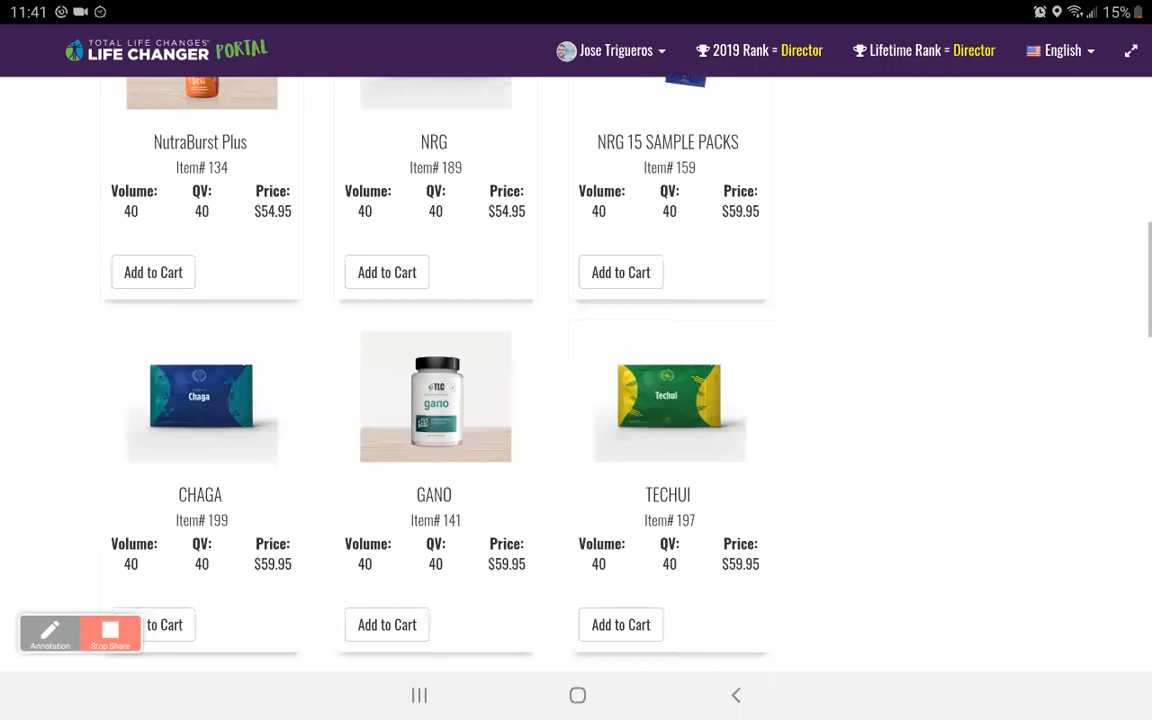 11:41 15%
TOTAL LIFE CHANGES'
LIFE CHANGER PORTAL
Jose Trigueros 2019 Rank = Director Lifetime Rank = Director English
NutraBurst Plus NRG NRG 15 SAMPLE PACKS
Item# 134 Item# 189 Item# 159
Volume: QV: Price: Volume: QV: Price: Volume: QV: Price:
40 40 $54.95 40 40 $54.95 40 40 $59.95
Add to Cart Add to Cart Add to Cart
Chaga TLC gano Techui
CHAGA GANO TECHUI
Item# 199 Item# 141 Item# 197
Volume: QV: Price: Volume: QV: Price: Volume: QV: Price:
40 40 $59.95 40 40 $59.95 40 40 $59.95
to Cart Add to Cart Add to Cart
Annotation Stop Share